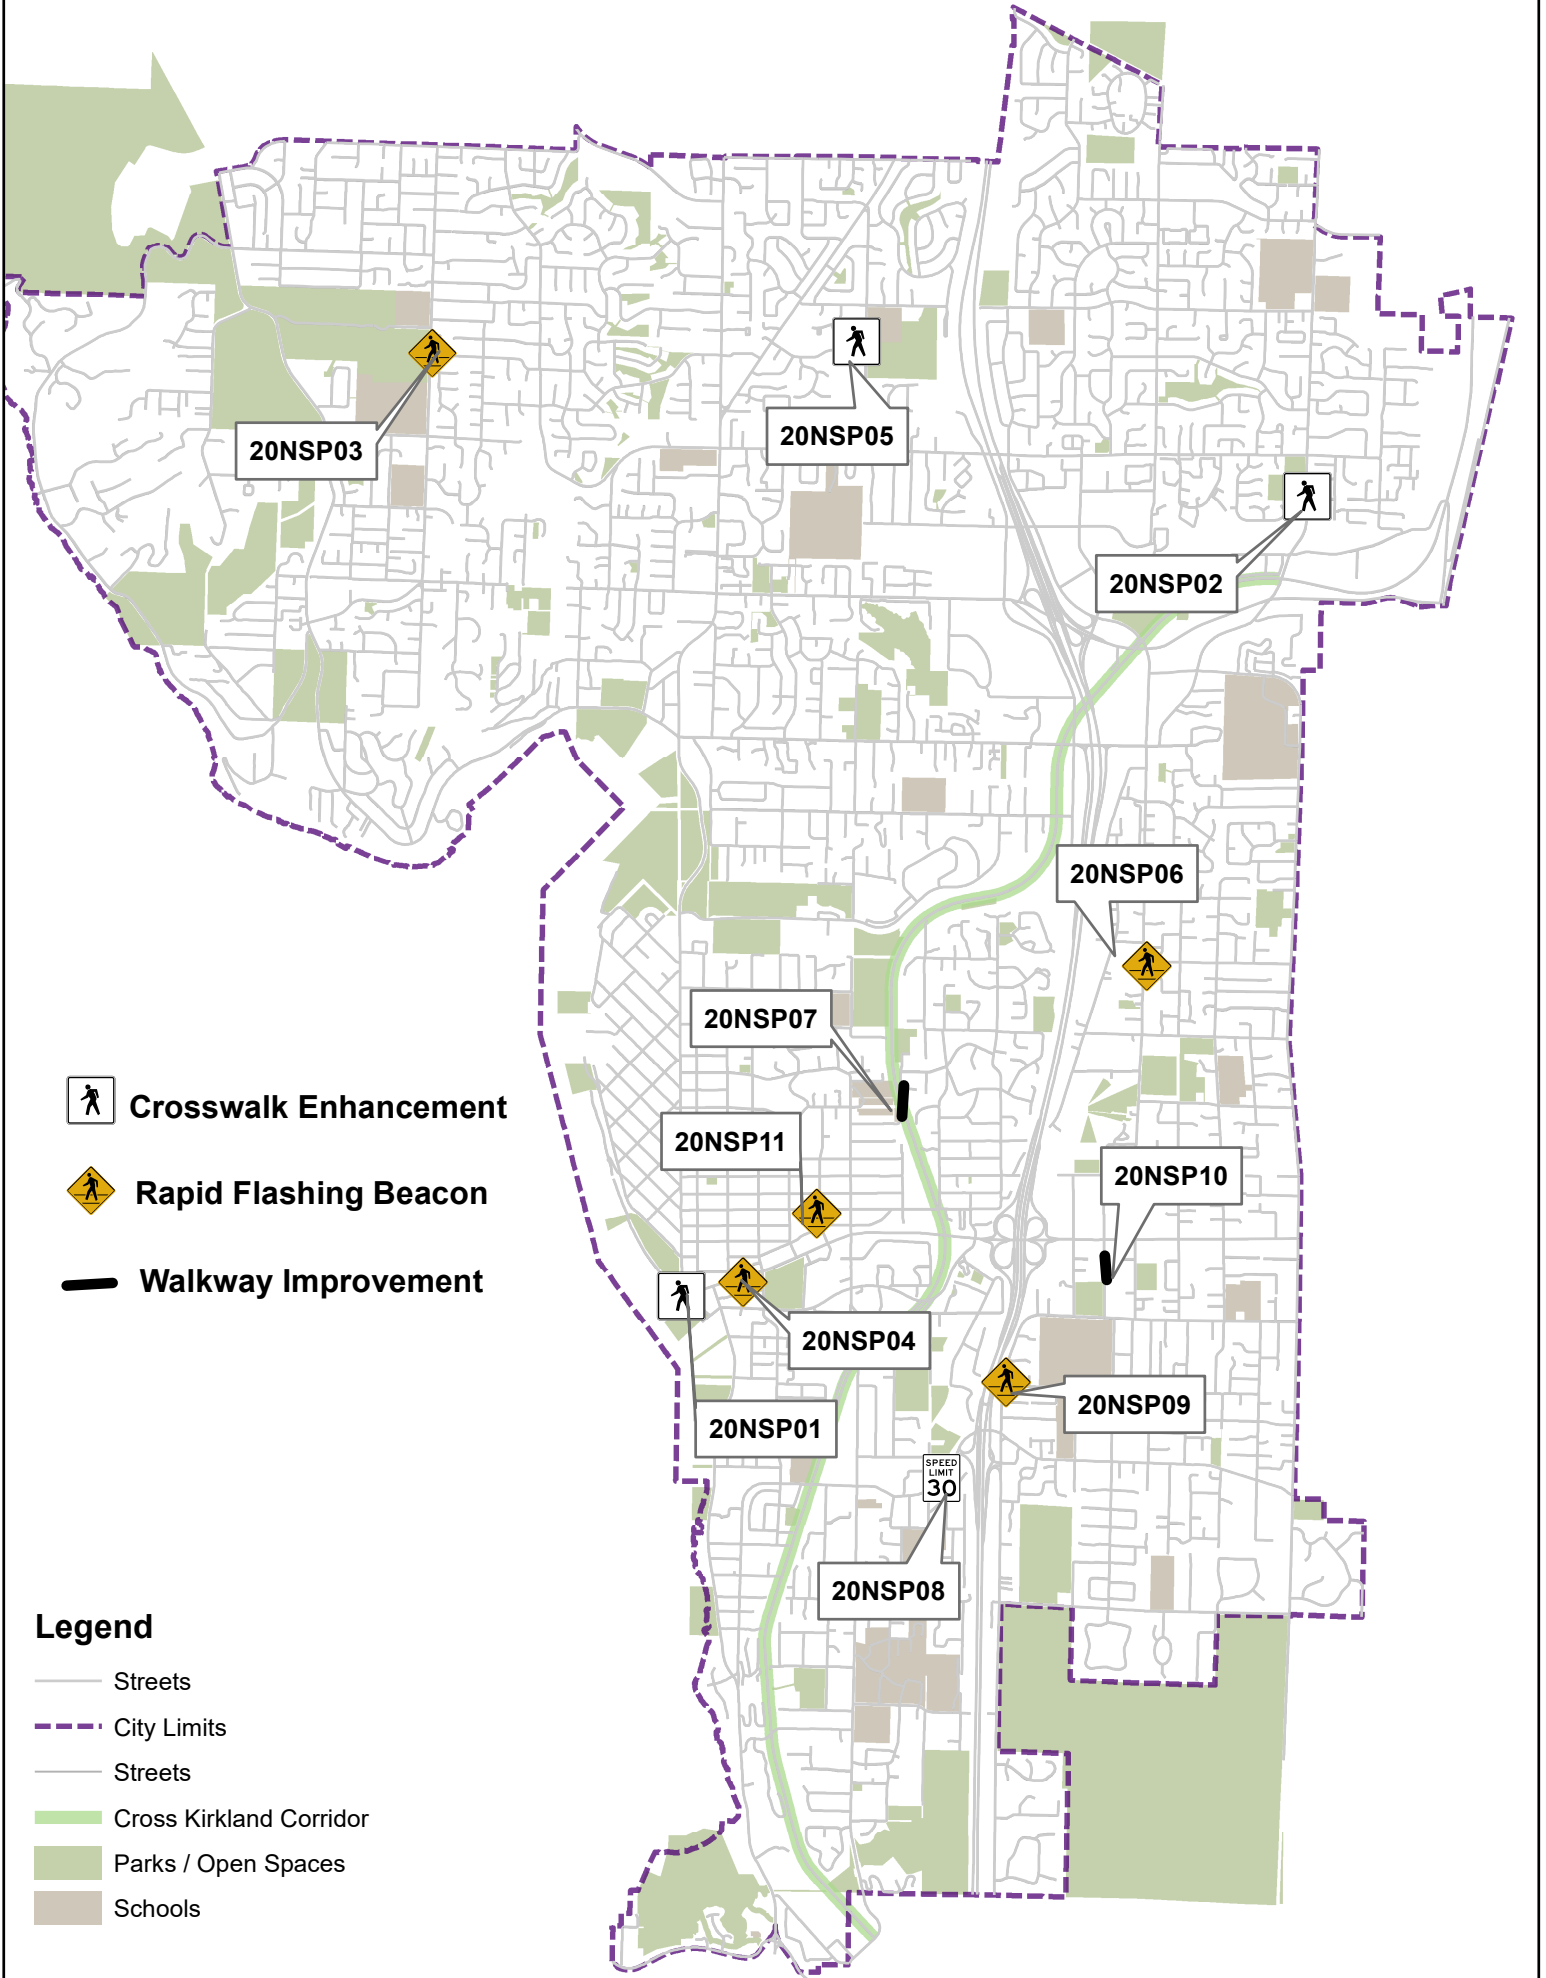 20NSP03
20NSP05
20NSP02
20NSP06
20NSP07
20NSP11
20NSP10
20NSP04
20NSP09
20NSP01
SPEED
LIMIT
30
20NSP08
Crosswalk Enhancement
Rapid Flashing Beacon
Walkway Improvement
Legend
Streets
City Limits
Streets
Cross Kirkland Corridor
Parks / Open Spaces
Schools